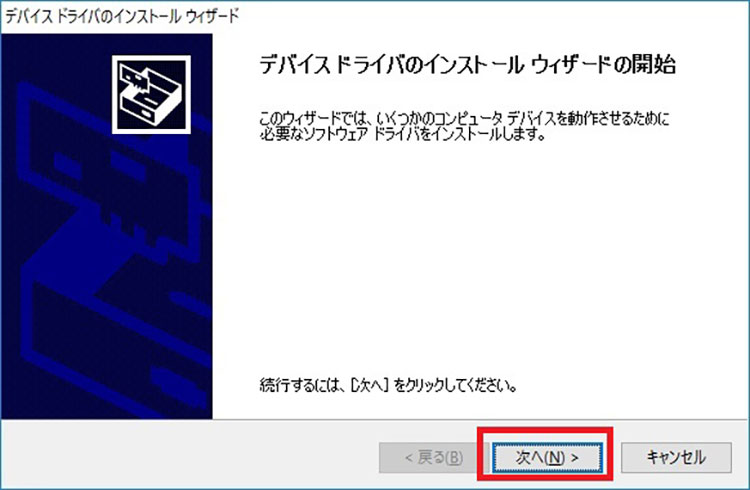 デバイス ドライバのインストール ウィザード
デバイス ドライバのインストール ウィザードの開始
このウィザードでは、いくつかのコンピュータ デバイスを動作させるために
必要なソフトウェア ドライバをインストールします。
続行するには、[次へ] をクリックしてください。
< 戻る(B)
次へ(N) >
キャンセル